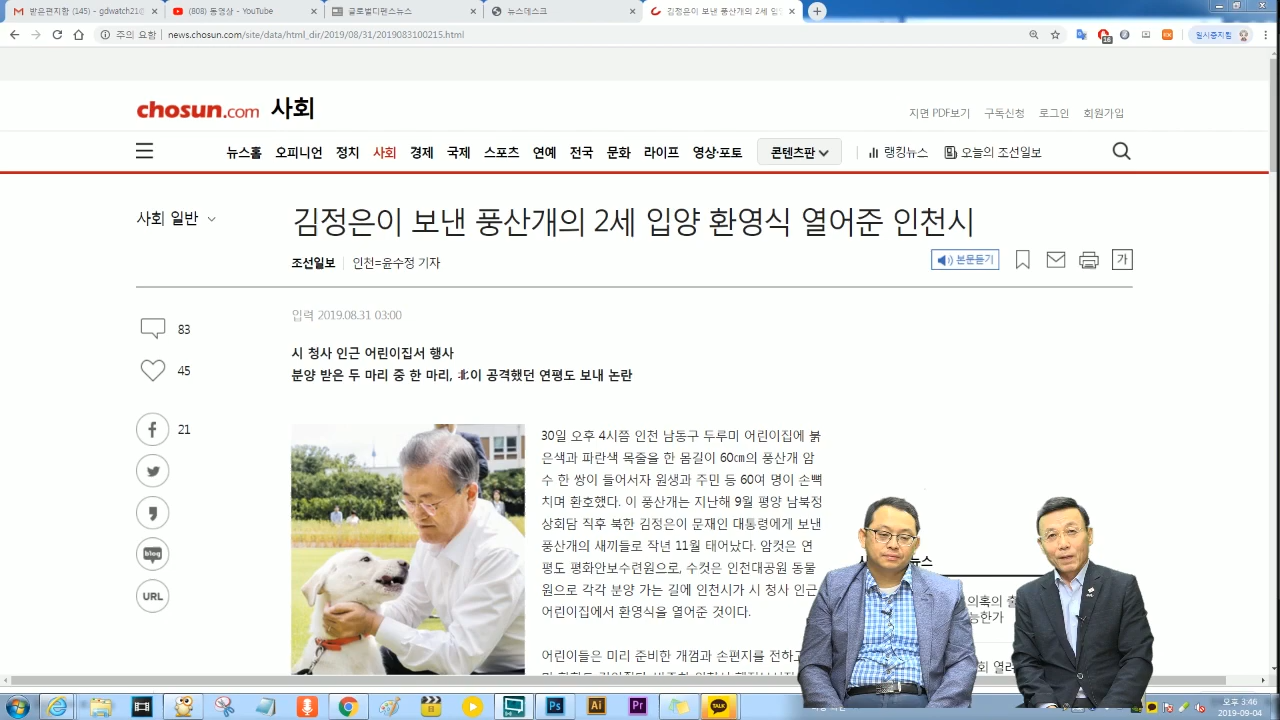 받은편지함 (145) - gdwatch21@
(808) 동영상 - YouTube
글로벌디펜스뉴스
뉴스데스크
김정은이 보낸 풍산개의 2세 입
주의 요함
news.chosun.com/site/data/html_dir/2019/08/31/2019083100215.html
일시중지됨
chosun.com 사회
지면 PDF보기 구독신청 로그인 회원가입
뉴스홈 오피니언 정치 사회 경제 국제 스포츠 연예 전국 문화 라이프 영상·포토 콘텐츠판 랭킹뉴스 오늘의 조선일보
사회 일반
김정은이 보낸 풍산개의 2세 입양 환영식 열어준 인천시
조선일보 인천=윤수정 기자
본문듣기
가
입력 2019.08.31 03:00
83
시 청사 인근 어린이집서 행사
45
분양 받은 두 마리 중 한 마리, 北이 공격했던 연평도 보내 논란
21
blog
URL
30일 오후 4시쯤 인천 남동구 두루미 어린이집에 붉
은색과 파란색 목줄을 한 몸길이 60㎝의 풍산개 암
수 한 쌍이 들어서자 원생과 주민 등 60여 명이 손뼉
치며 환호했다. 이 풍산개는 지난해 9월 평양 남북정
상회담 직후 북한 김정은이 문재인 대통령에게 보낸
풍산개의 새끼들로 작년 11월 태어났다. 암컷은 연
평도 평화안보수련원으로, 수컷은 인천대공원 동물
원으로 각각 분양 가는 길에 인천시가 시 청사 인근
어린이집에서 환영식을 열어준 것이다.
어린이들은 미리 준비한 개껌과 손편지를 전하고
뉴스
의혹의 출
능한가
회 열려
Ps
Ai
Pr
TALK
오후 3:46
2019-09-04